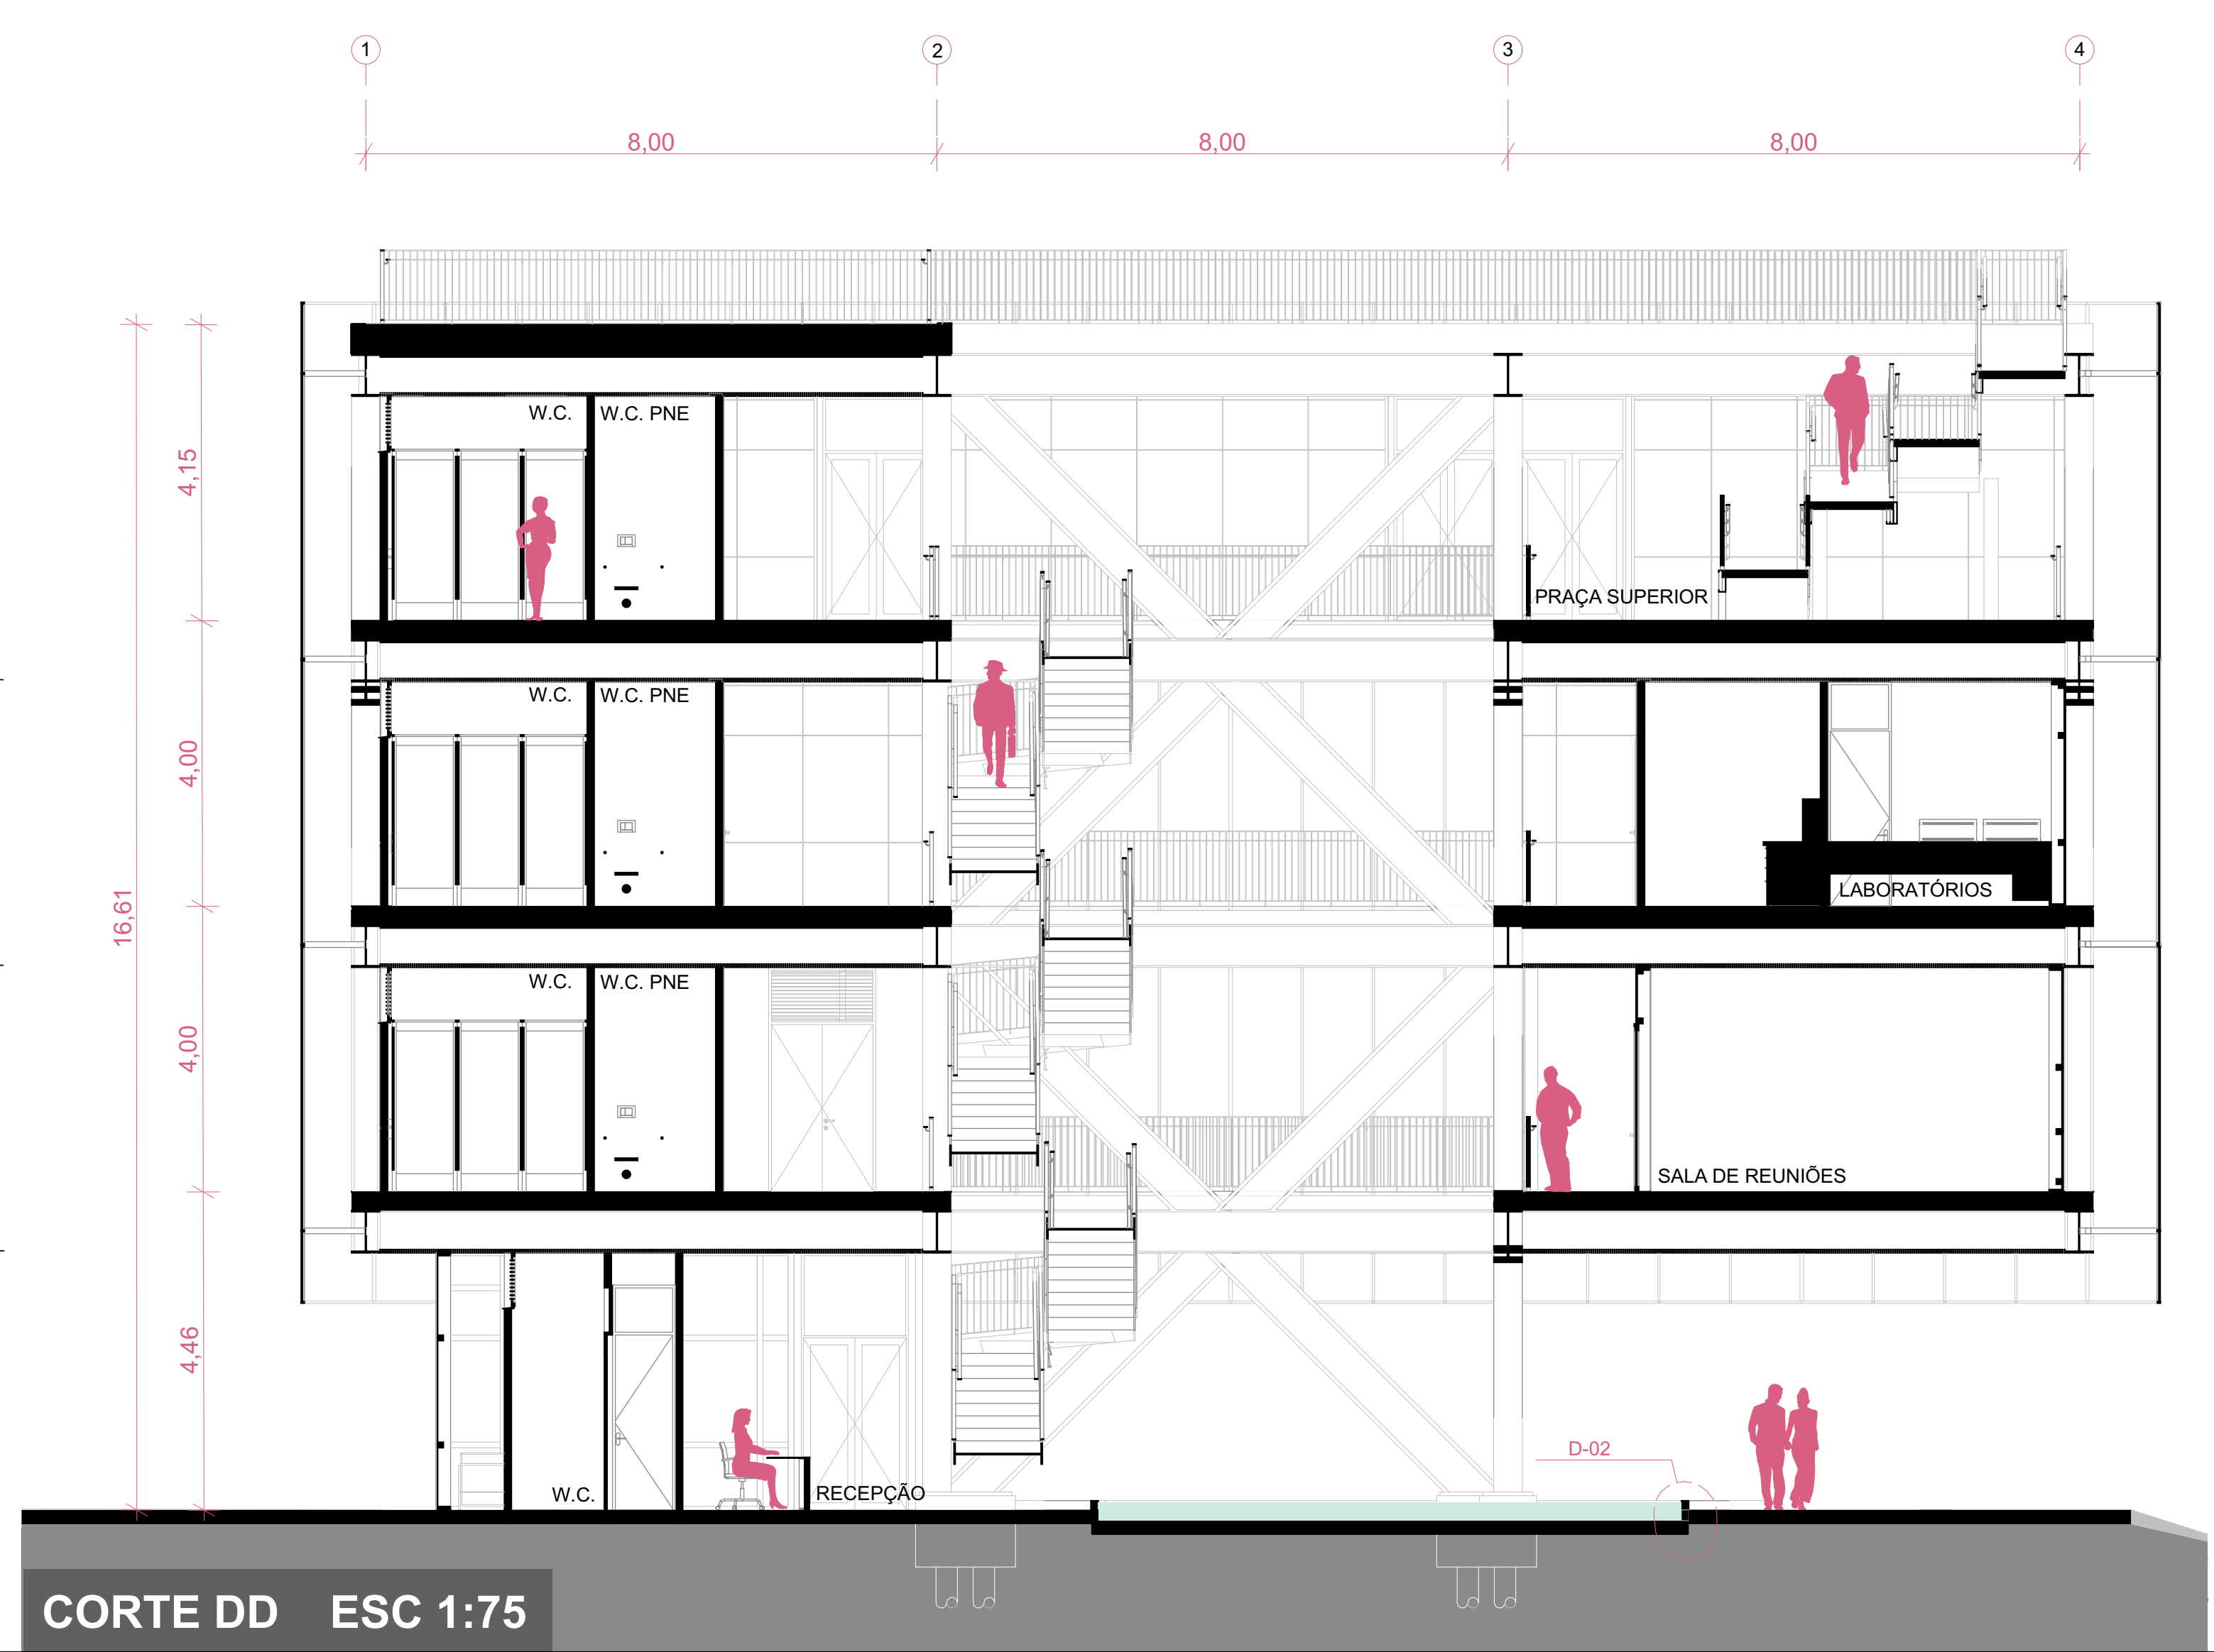 1 2 3 4
8,00 8,00 8,00
W.C. W.C. PNE
4,15
PRAÇA SUPERIOR
W.C. W.C. PNE
4,00
LABORATÓRIOS
16,61
W.C. W.C. PNE
4,00
SALA DE REUNIÕES
4,46
D-02
W.C. RECEPÇÃO
CORTE DD ESC 1:75